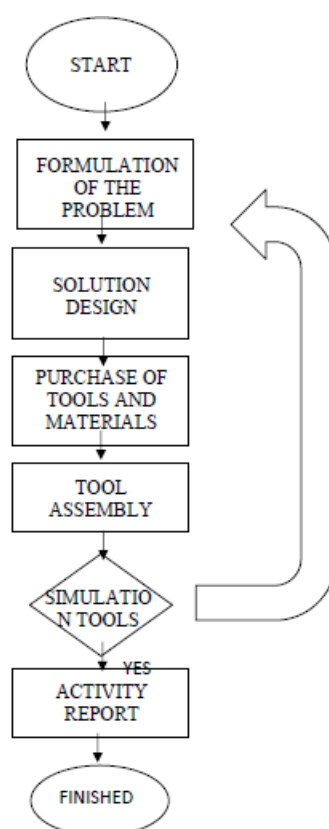 START
FORMULATION
OF THE
PROBLEM
SOLUTION
DESIGN
PURCHASE OF
TOOLS AND
MATERIALS
TOOL
ASSEMBLY
SIMULATIO
N TOOLS
YES
ACTIVITY
REPORT
FINISHED